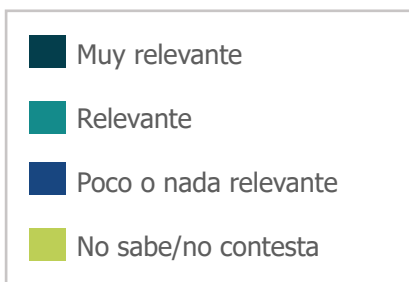 Muy relevante
Relevante
Poco o nada relevante
No sabe/no contesta